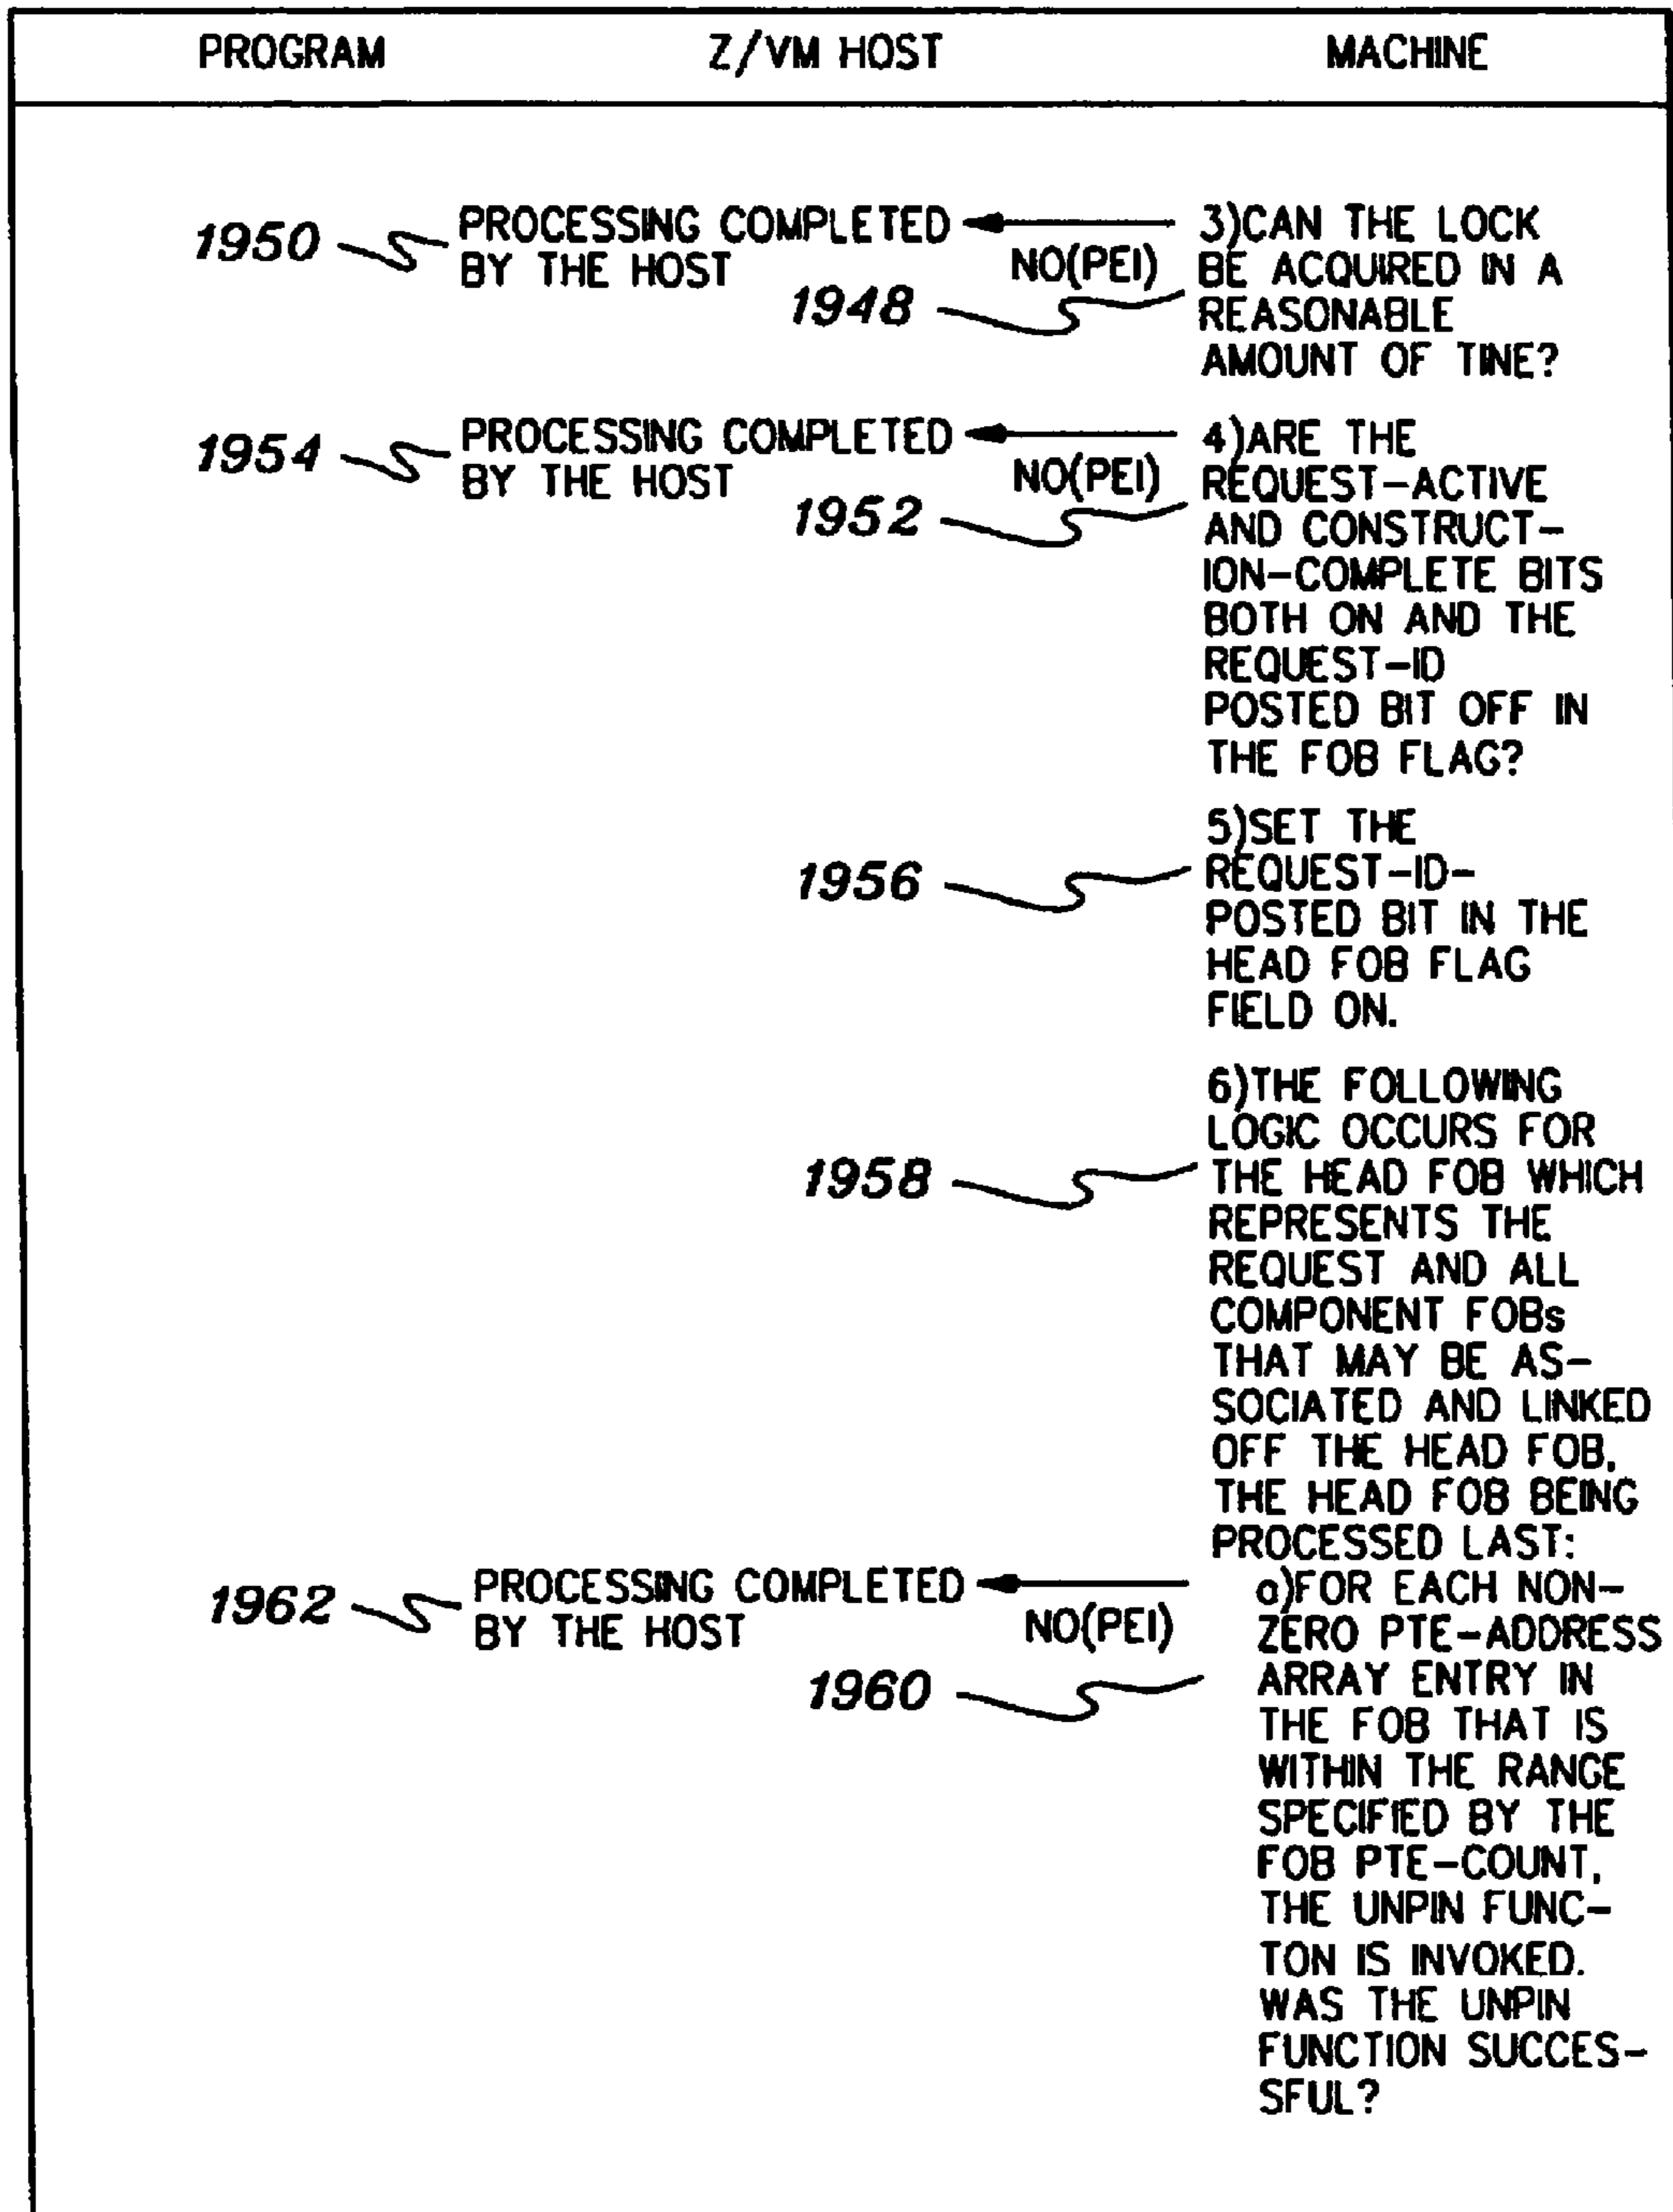 PROGRAM Z/VM HOST MACHINE
1950 PROCESSING COMPLETED
BY THE HOST
NO(PEI)
1948
3)CAN THE LOCK
BE ACQUIRED IN A
REASONABLE
AMOUNT OF TINE?
1954 PROCESSING COMPLETED
BY THE HOST
NO(PEI)
1952
4)ARE THE
REQUEST-ACTIVE
AND CONSTRUCT-
ION-COMPLETE BITS
BOTH ON AND THE
REQUEST-ID
POSTED BIT OFF IN
THE FOB FLAG?
1956
5)SET THE
REQUEST-ID-
POSTED BIT IN THE
HEAD FOB FLAG
FIELD ON.
1958
6)THE FOLLOWING
LOGIC OCCURS FOR
THE HEAD FOB WHICH
REPRESENTS THE
REQUEST AND ALL
COMPONENT FOBs
THAT MAY BE AS-
SOCIATED AND LINKED
OFF THE HEAD FOB,
THE HEAD FOB BEING
PROCESSED LAST:
1962 PROCESSING COMPLETED
BY THE HOST
NO(PEI)
1960
a)FOR EACH NON-
ZERO PTE-ADDRESS
ARRAY ENTRY IN
THE FOB THAT IS
WITHIN THE RANGE
SPECIFIED BY THE
FOB PTE-COUNT,
THE UNPIN FUNC-
TON IS INVOKED.
WAS THE UNPIN
FUNCTION SUCCES-
SFUL?